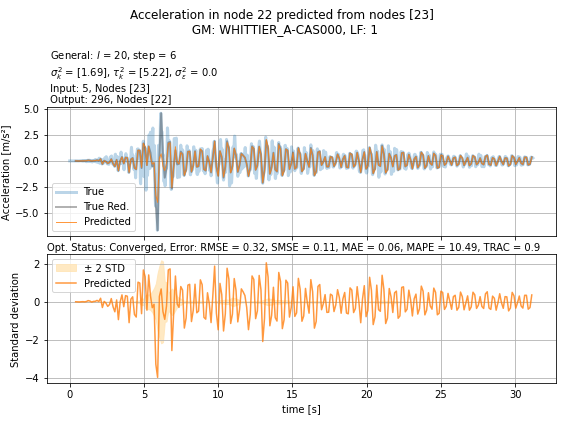 Acceleration in node 22 predicted from nodes [23]
GM: WHITTIER_A-CAS000, LF: 1
General: l = 20, step = 6
σ²ₖ = [1.69], τ²ₖ = [5.22], σ²ε = 0.0
Input: 5, Nodes [23]
Output: 296, Nodes [22]
Acceleration [m/s²]
5.0
2.5
0.0
−2.5
−5.0
True
True Red.
Predicted
Opt. Status: Converged, Error: RMSE = 0.32, SMSE = 0.11, MAE = 0.06, MAPE = 10.49, TRAC = 0.9
Standard deviation
2
0
−2
−4
± 2 STD
Predicted
0 5 10 15 20 25 30
time [s]